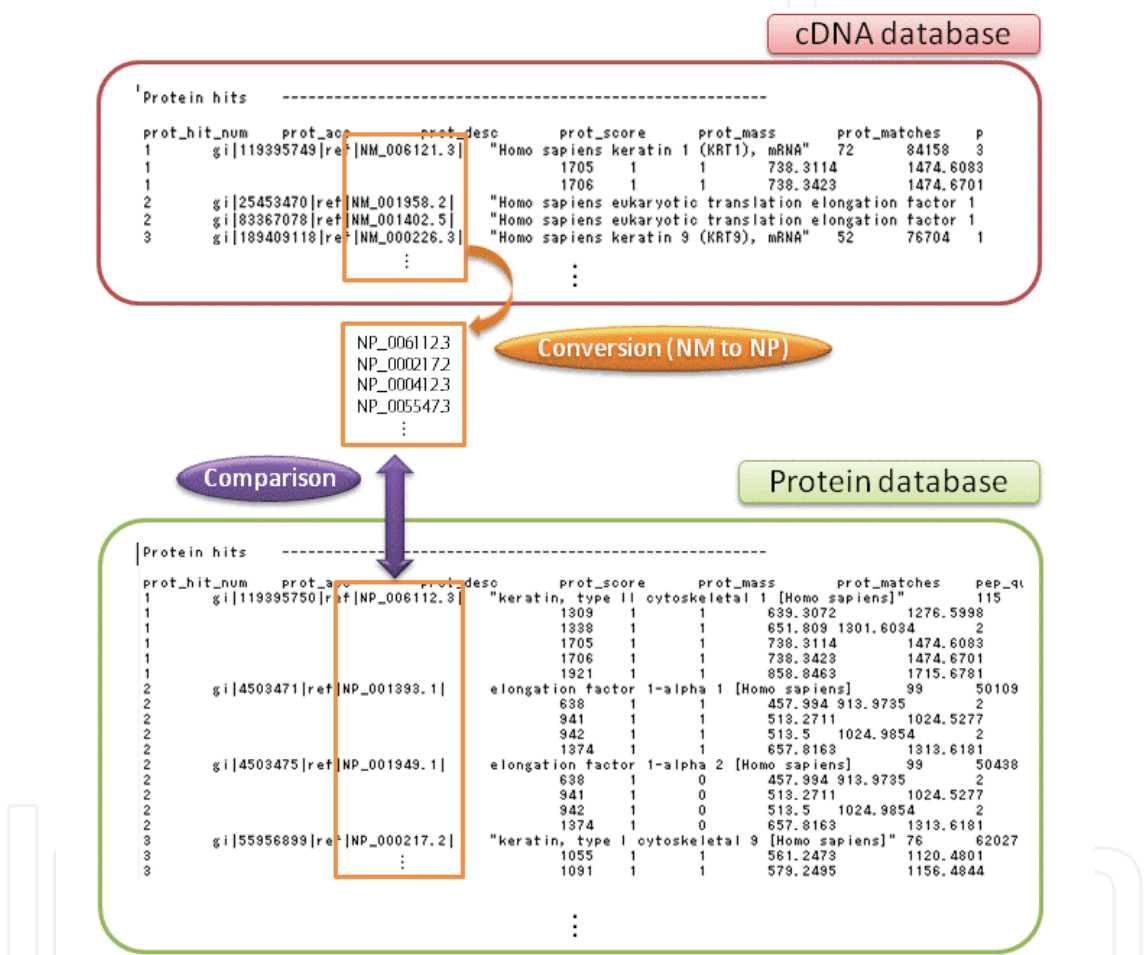 cDNA database
Protein hits --------------------------------------------------------
prot_hit_num prot_acc prot_desc prot_score prot_mass prot_matches p
1 gi|119395749|ref|NM_006121.3| "Homo sapiens keratin 1 (KRT1), mRNA" 72 84158 3
1 1705 1 1 738.3114 1474.6083
1 1706 1 1 738.3423 1474.6701
2 gi|25453470|ref|NM_001958.2| "Homo sapiens eukaryotic translation elongation factor 1
2 gi|83367078|ref|NM_001402.5| "Homo sapiens eukaryotic translation elongation factor 1
3 gi|189409118|ref|NM_000226.3| "Homo sapiens keratin 9 (KRT9), mRNA" 52 76704 1
⋮ ⋮
NP_006112.3
NP_000217.2
NP_000412.3
NP_005547.3
⋮
Conversion (NM to NP)
Comparison
Protein database
Protein hits --------------------------------------------------------
prot_hit_num prot_acc prot_desc prot_score prot_mass prot_matches pep_qu
1 gi|119395750|ref|NP_006112.3| "keratin, type II cytoskeletal 1 [Homo sapiens]" 115
1 1309 1 1 639.3072 1276.5998
1 1338 1 1 651.809 1301.6034 2
1 1705 1 1 738.3114 1474.6083
1 1706 1 1 738.3423 1474.6701
1 1921 1 1 858.8463 1715.6781
2 gi|4503471|ref|NP_001393.1| elongation factor 1-alpha 1 [Homo sapiens] 99 50109
2 638 1 1 457.994 913.9735 2
2 941 1 1 513.2711 1024.5277
2 942 1 1 513.5 1024.9854 2
2 1374 1 1 657.8163 1313.6181
2 gi|4503475|ref|NP_001949.1| elongation factor 1-alpha 2 [Homo sapiens] 99 50438
2 638 1 0 457.994 913.9735 2
2 941 1 0 513.2711 1024.5277
2 942 1 0 513.5 1024.9854 2
2 1374 1 0 657.8163 1313.6181
3 gi|55956899|ref|NP_000217.2| "keratin, type I cytoskeletal 9 [Homo sapiens]" 76 62027
3 1055 1 1 561.2473 1120.4801
3 1091 1 1 579.2495 1156.4844
⋮
⋮